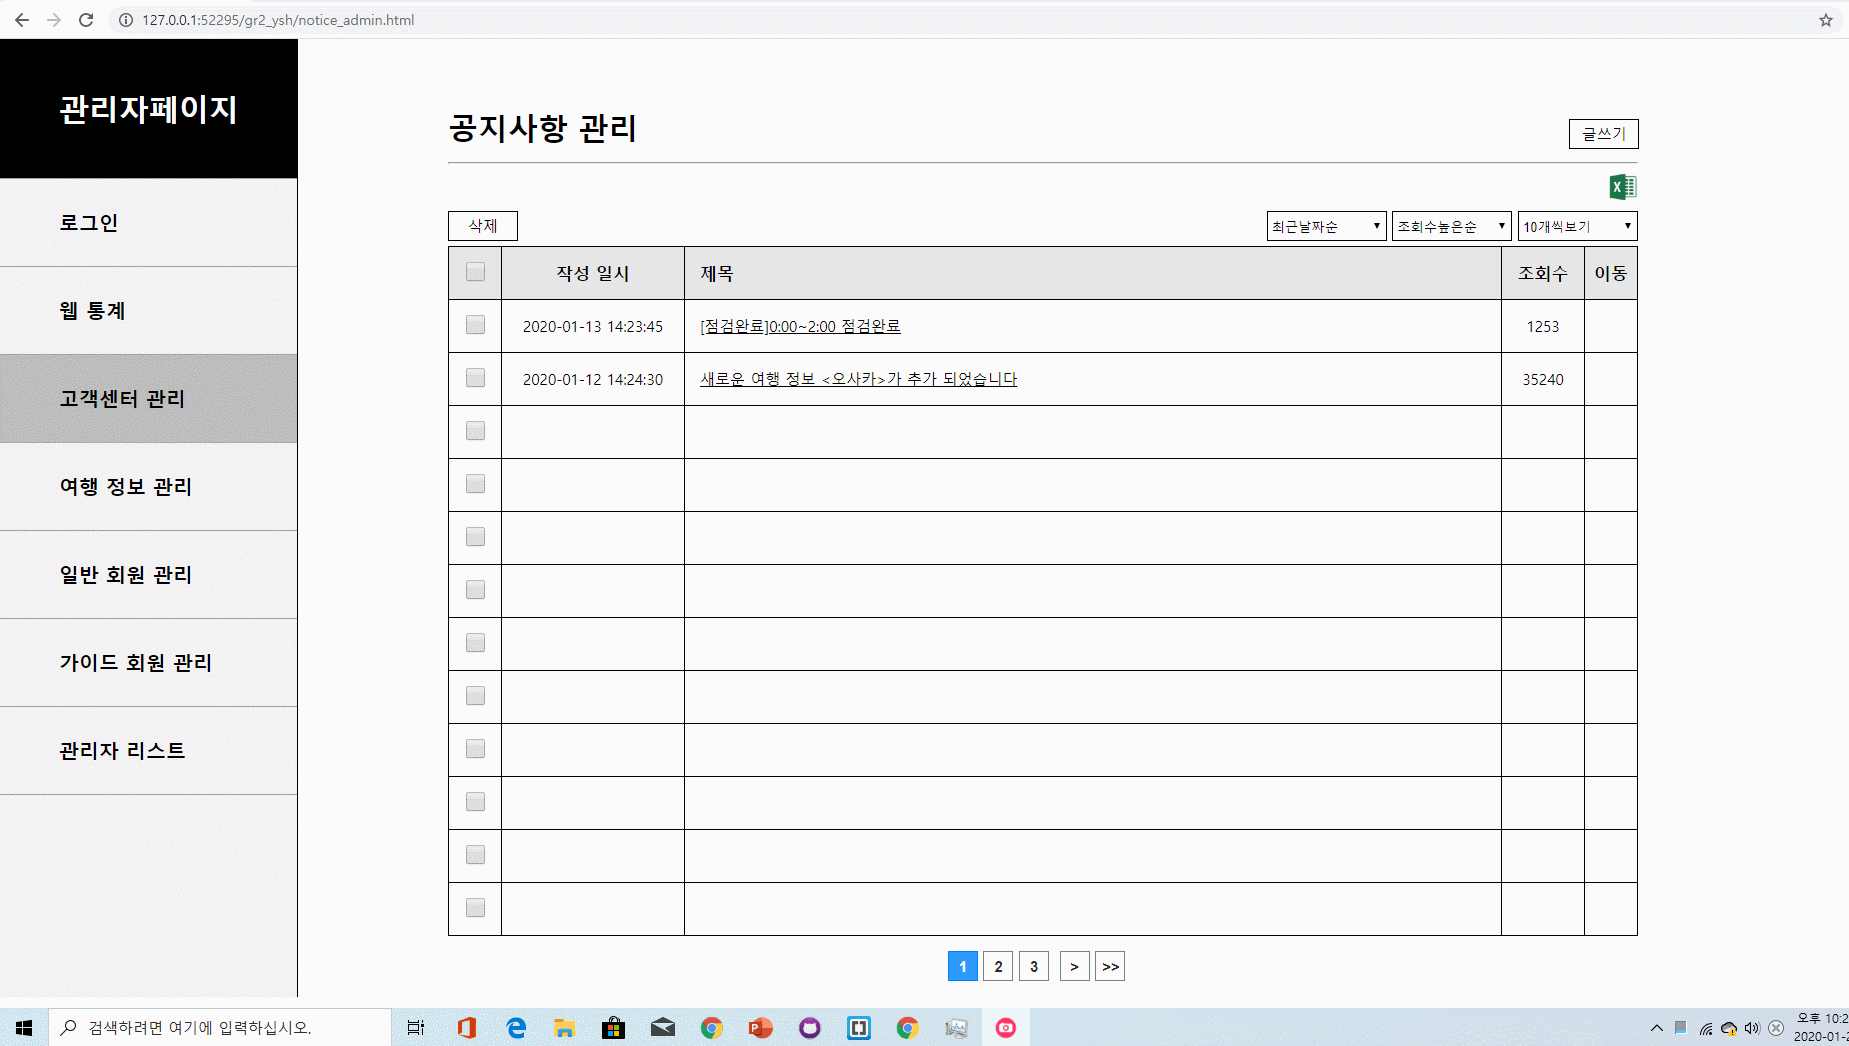 127.0.0.1:52295/gr2_ysh/notice_admin.html
관리자페이지
로그인
웹 통계
고객센터 관리
여행 정보 관리
일반 회원 관리
가이드 회원 관리
관리자 리스트
공지사항 관리
글쓰기
삭제
최근날짜순 조회수높은순 10개씩보기
작성 일시 제목 조회수 이동
2020-01-13 14:23:45 [점검완료]0:00~2:00 점검완료 1253
2020-01-12 14:24:30 새로운 여행 정보 <오사카>가 추가 되었습니다 35240
1 2 3 > >>
검색하려면 여기에 입력하십시오.
오후 10:2
2020-01-2